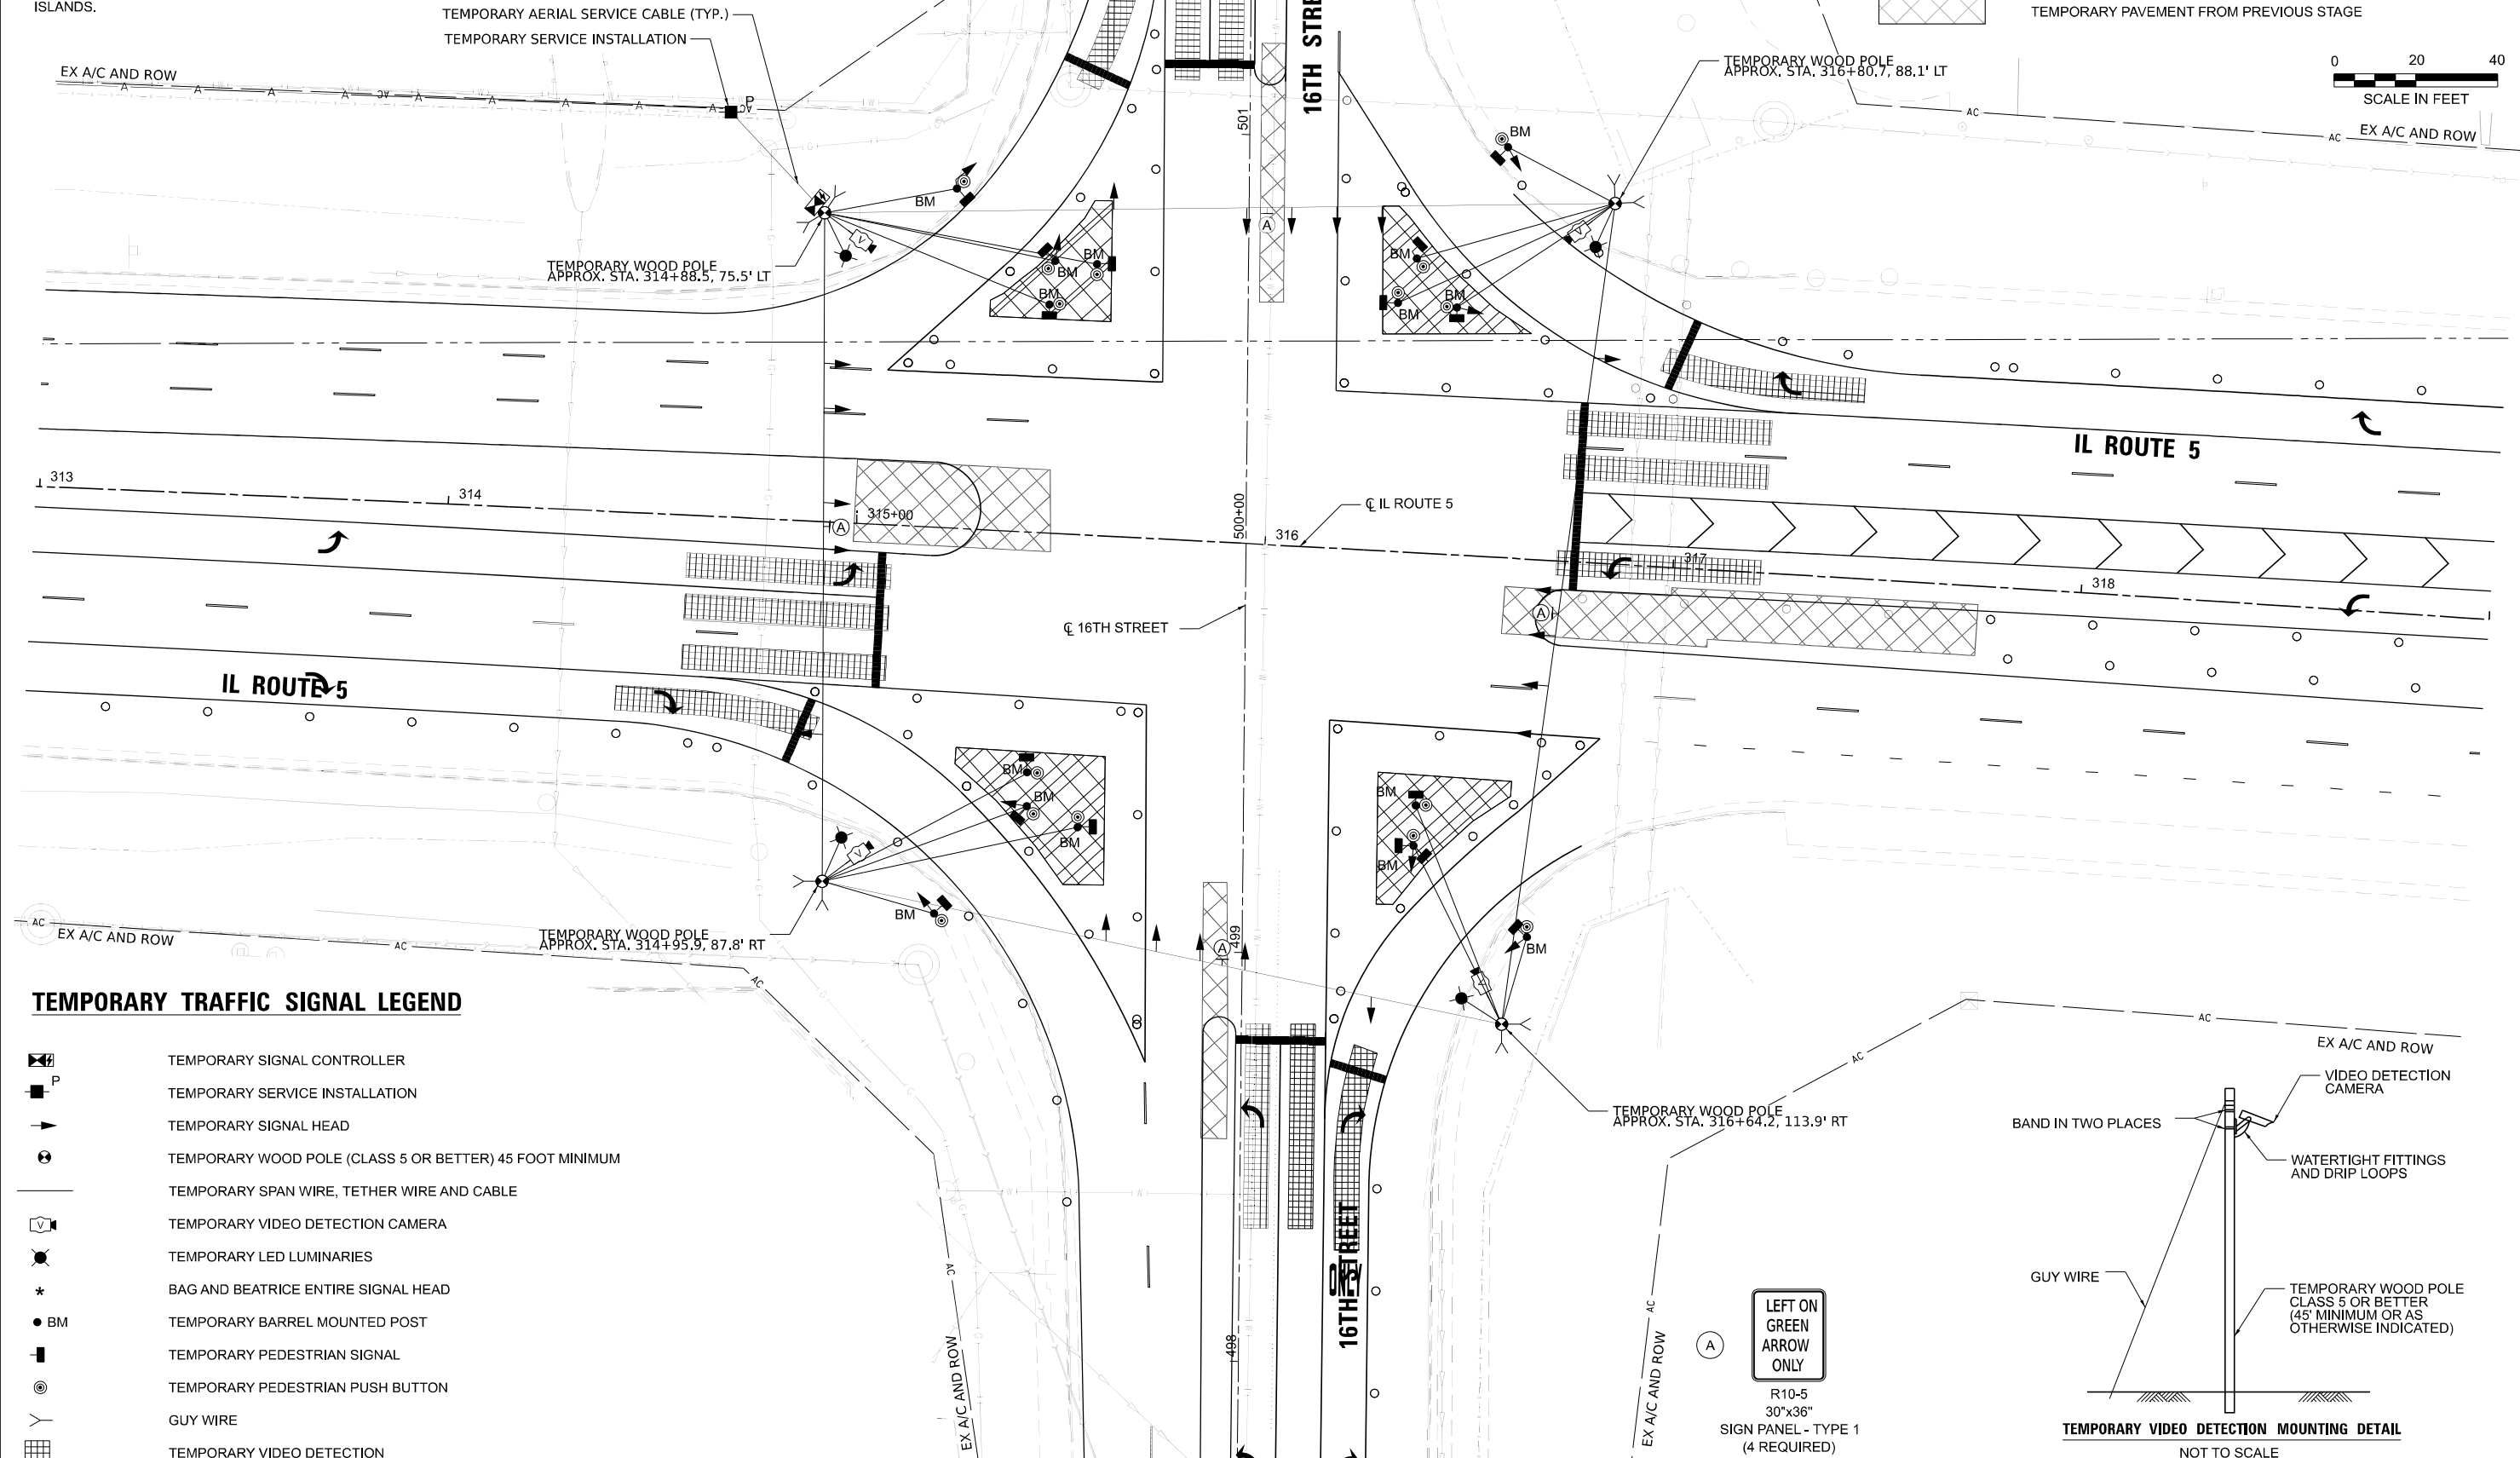 ISLANDS.
TEMPORARY AERIAL SERVICE CABLE (TYP.)
TEMPORARY SERVICE INSTALLATION
EX A/C AND ROW
P
16TH STRE
501
TEMPORARY PAVEMENT FROM PREVIOUS STAGE
0 20 40
SCALE IN FEET
TEMPORARY WOOD POLE
APPROX. STA. 316+80.7, 88.1' LT
AC
AC
EX A/C AND ROW
BM
BM
BM
BM
BM
BM
BM
BM
V
V
A
TEMPORARY WOOD POLE
APPROX. STA. 314+88.5, 75.5' LT
313
314
315+00
A
500+00
316
℄ IL ROUTE 5
℄ 16TH STREET
IL ROUTE 5
317
318
A
IL ROUTE 5
BM
BM
BM
BM
BM
BM
BM
V
V
A
499
TEMPORARY WOOD POLE
APPROX. STA. 314+95.9, 87.8' RT
AC
EX A/C AND ROW
AC
AC
AC
EX A/C AND ROW
TEMPORARY WOOD POLE
APPROX. STA. 316+64.2, 113.9' RT
AC
AC
EX A/C AND ROW
AC
EX A/C AND ROW
16TH STREET
498
TEMPORARY TRAFFIC SIGNAL LEGEND
TEMPORARY SIGNAL CONTROLLER
P
TEMPORARY SERVICE INSTALLATION
TEMPORARY SIGNAL HEAD
TEMPORARY WOOD POLE (CLASS 5 OR BETTER) 45 FOOT MINIMUM
TEMPORARY SPAN WIRE, TETHER WIRE AND CABLE
V
TEMPORARY VIDEO DETECTION CAMERA
TEMPORARY LED LUMINARIES
* BAG AND BEATRICE ENTIRE SIGNAL HEAD
BM TEMPORARY BARREL MOUNTED POST
TEMPORARY PEDESTRIAN SIGNAL
TEMPORARY PEDESTRIAN PUSH BUTTON
GUY WIRE
TEMPORARY VIDEO DETECTION
A
LEFT ON
GREEN
ARROW
ONLY
R10-5
30"x36"
SIGN PANEL - TYPE 1
(4 REQUIRED)
VIDEO DETECTION
CAMERA
BAND IN TWO PLACES
WATERTIGHT FITTINGS
AND DRIP LOOPS
GUY WIRE
TEMPORARY WOOD POLE
CLASS 5 OR BETTER
(45' MINIMUM OR AS
OTHERWISE INDICATED)
TEMPORARY VIDEO DETECTION MOUNTING DETAIL
NOT TO SCALE